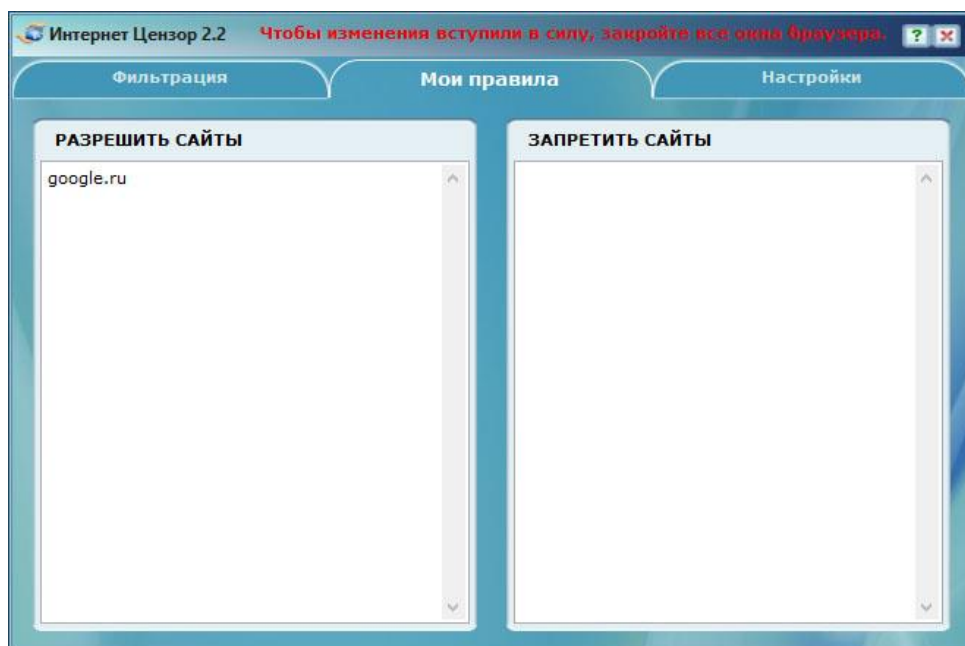 Интернет Цензор 2.2 Чтобы изменения вступили в силу, закройте все окна браузера. ?
Фильтрация Мои правила Настройки
РАЗРЕШИТЬ САЙТЫ ЗАПРЕТИТЬ САЙТЫ
google.ru